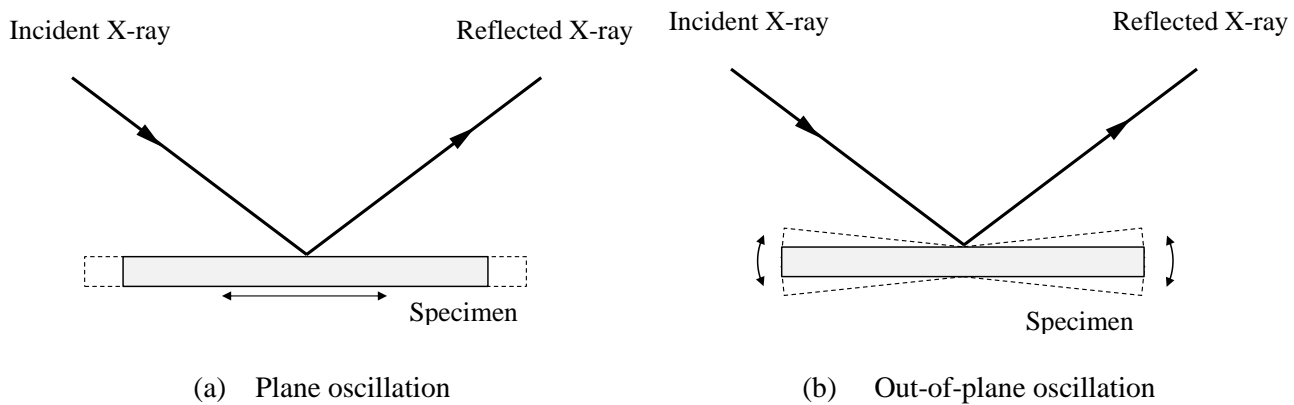 Incident X-ray
Reflected X-ray
Specimen
(a) Plane oscillation
Incident X-ray
Reflected X-ray
Specimen
(b) Out-of-plane oscillation